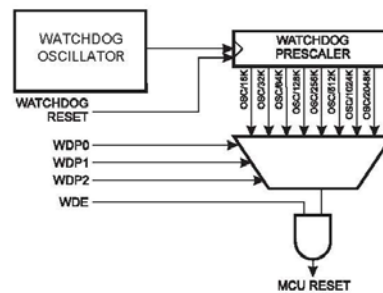 WATCHDOG
OSCILLATOR
WATCHDOG
PRESCALER
WATCHDOG
RESET
OSC/16K
OSC/32K
OSC/64K
OSC/128K
OSC/256K
OSC/512K
OSC/1024K
OSC/2048K
WDP0
WDP1
WDP2
WDE
MCU RESET